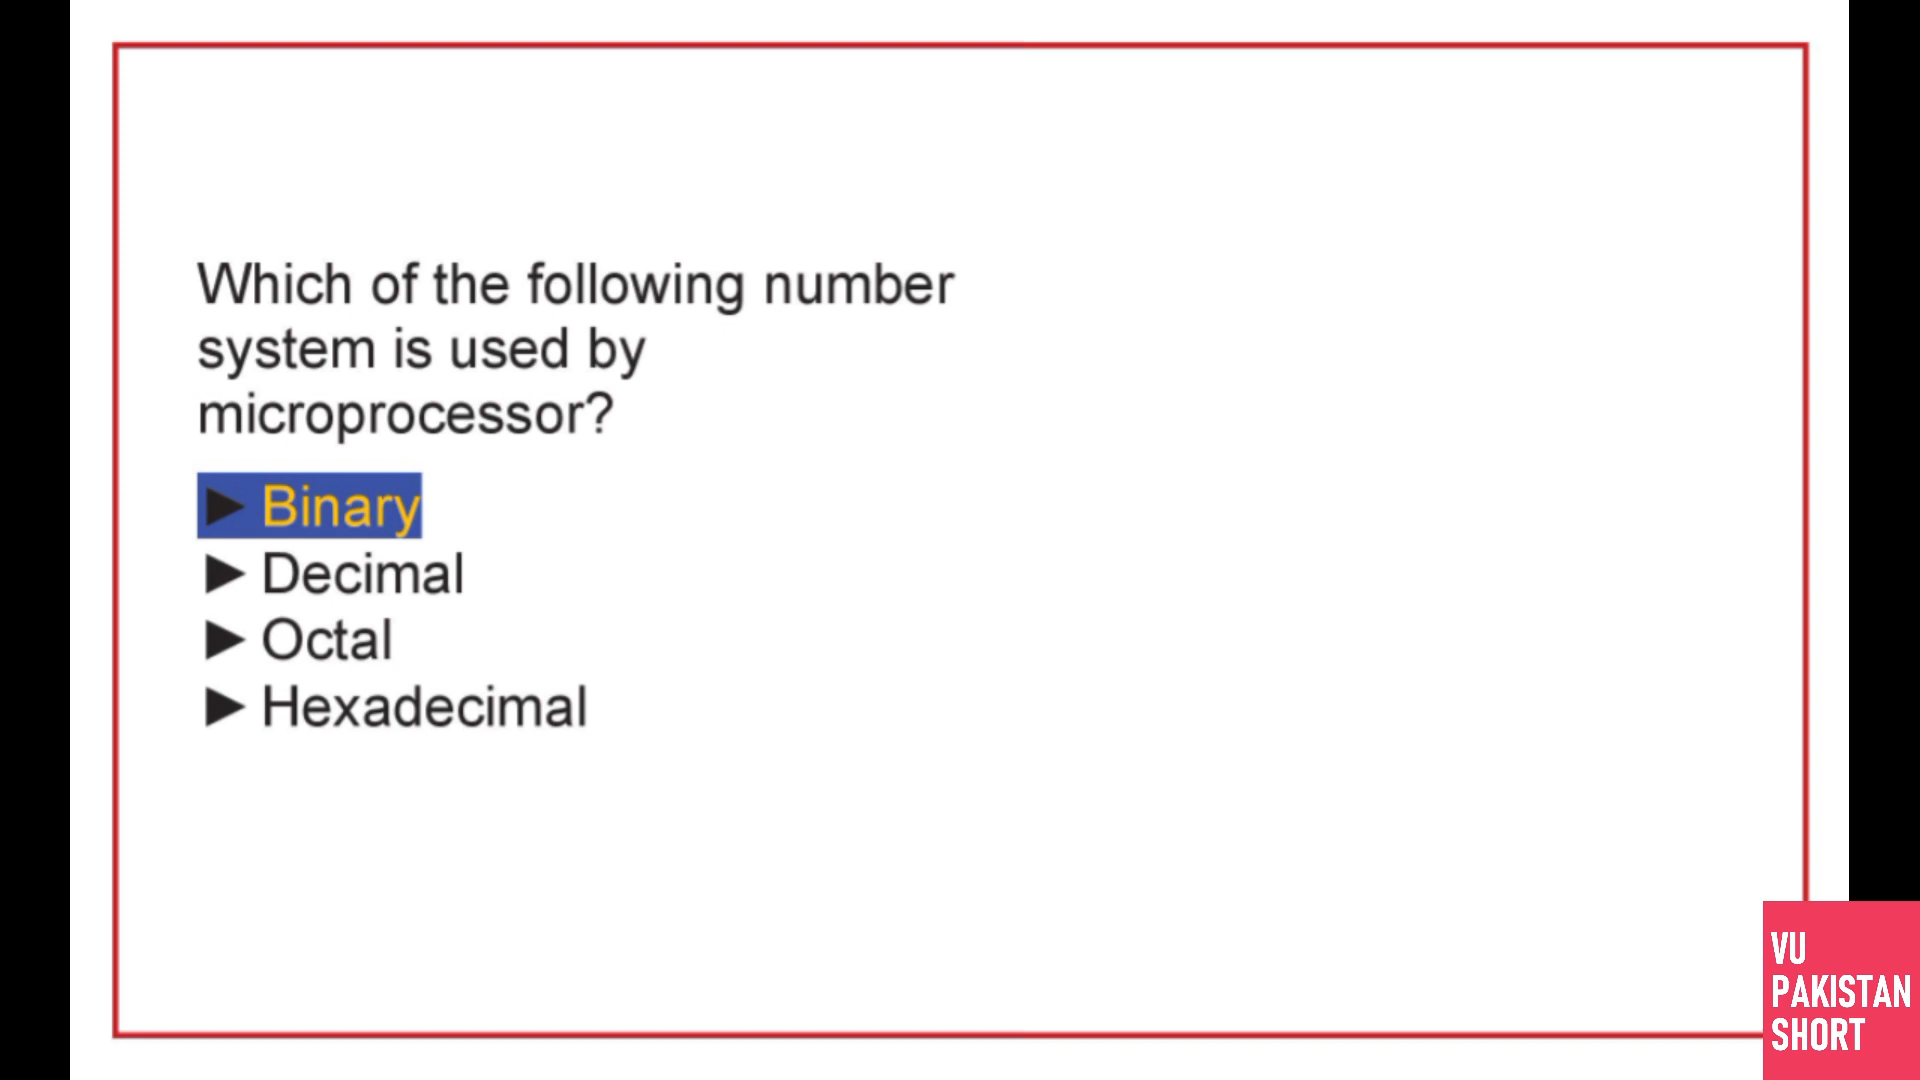 Which of the following number
system is used by
microprocessor?
► Binary
► Decimal
► Octal
► Hexadecimal
VU
PAKISTAN
SHORT